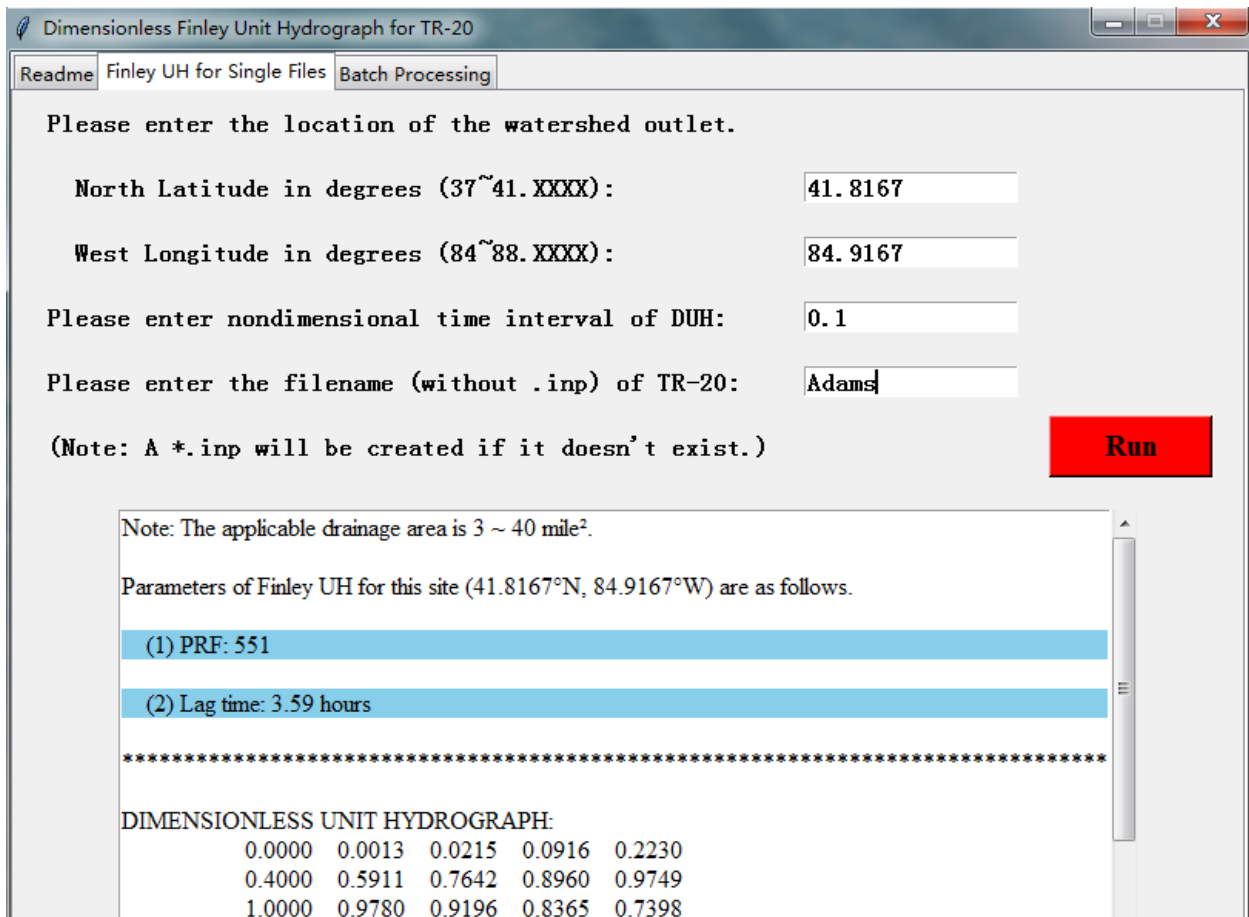 Dimensionless Finley Unit Hydrograph for TR-20
Readme Finley UH for Single Files Batch Processing
Please enter the location of the watershed outlet.
North Latitude in degrees (37~41.XXXX): 41.8167
West Longitude in degrees (84~88.XXXX): 84.9167
Please enter nondimensional time interval of DUH: 0.1
Please enter the filename (without .inp) of TR-20: Adams
(Note: A *.inp will be created if it doesn't exist.)
Run
Note: The applicable drainage area is 3 ~ 40 mile².
Parameters of Finley UH for this site (41.8167°N, 84.9167°W) are as follows.
(1) PRF: 551
(2) Lag time: 3.59 hours
********************************************************************************
DIMENSIONLESS UNIT HYDROGRAPH:
0.0000 0.0013 0.0215 0.0916 0.2230
0.4000 0.5911 0.7642 0.8960 0.9749
1.0000 0.9780 0.9196 0.8365 0.7398